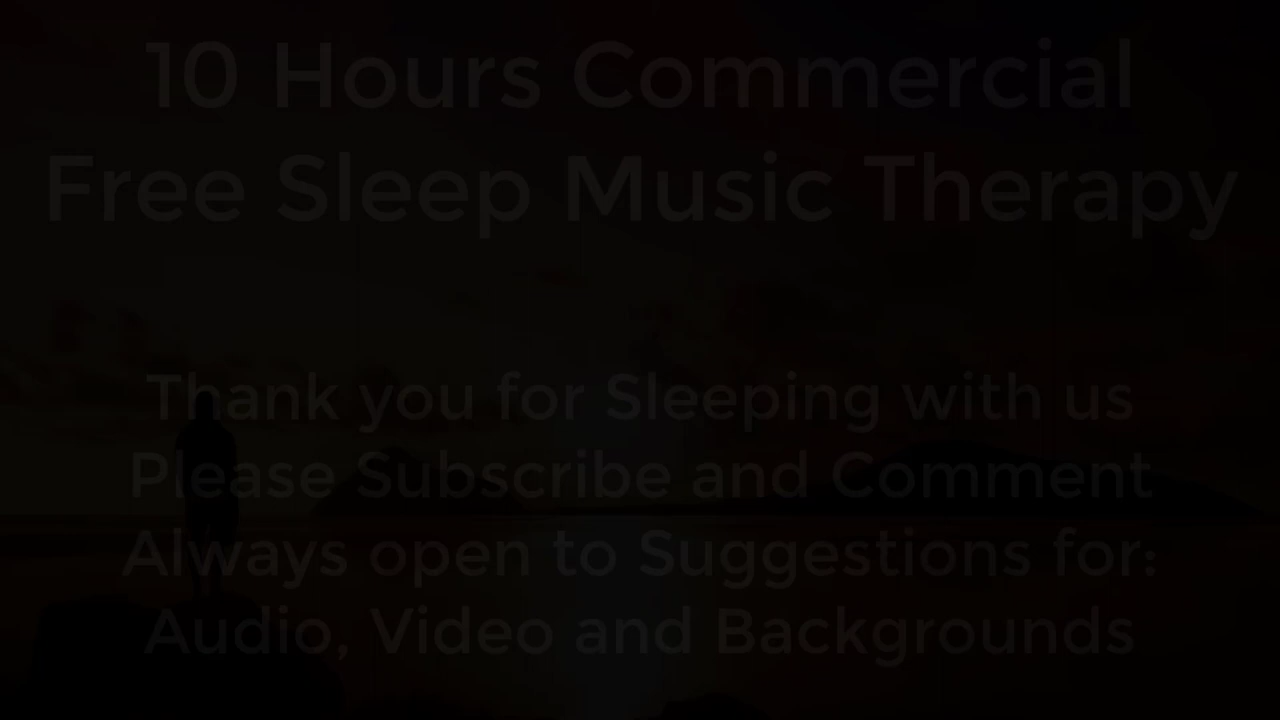 10 Hours Commercial
Free Sleep Music Therapy
Thank you for Sleeping with us
Please Subscribe and Comment
Always open to Suggestions for:
Audio, Video and Backgrounds